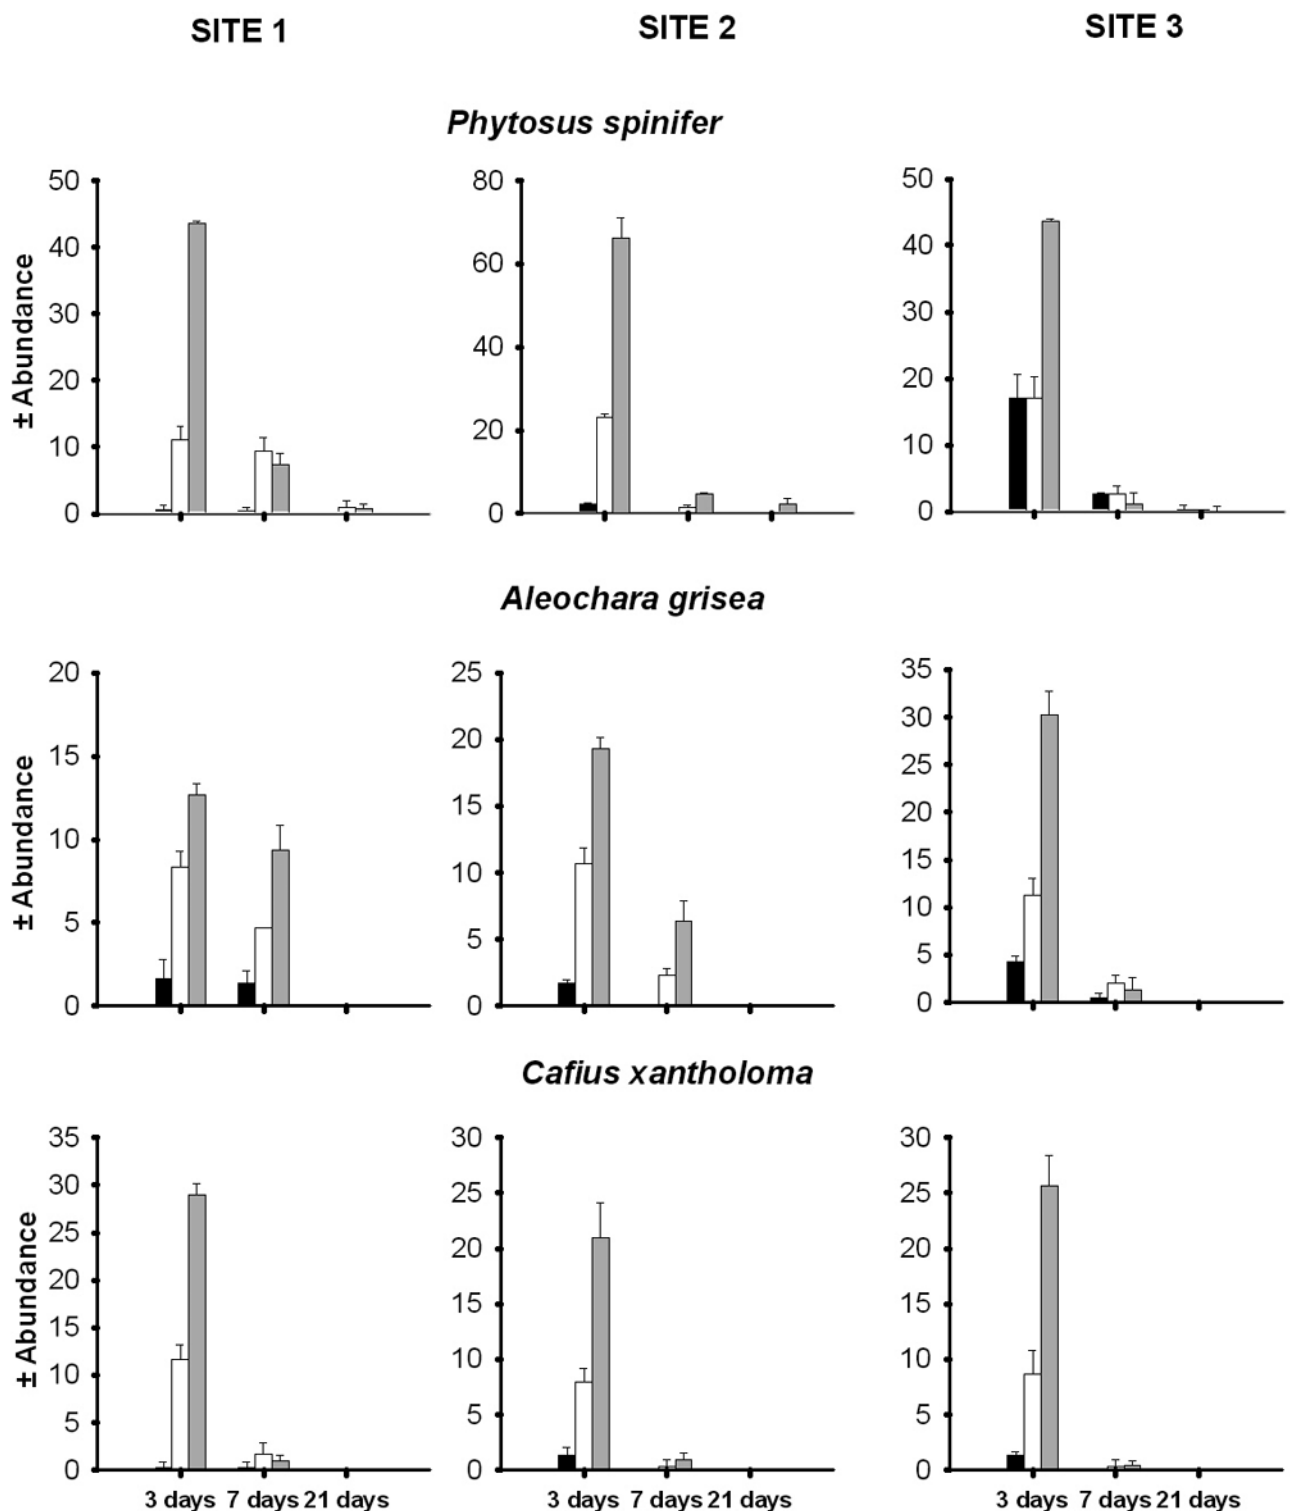 SITE 1 SITE 2 SITE 3
Phytosus spinifer
50 80 50
40 60 40
30 40 30
20 20 20
10 0 10
0 0
± Abundance
Aleochara grisea
20 25 35
15 20 30
10 15 25
5 10 20
0 5 15
0 10
5
0
± Abundance
Cafius xantholoma
35 30 30
30 25 25
25 20 20
20 15 15
15 10 10
10 5 5
5 0 0
0
± Abundance
3 days 7 days 21 days 3 days 7 days 21 days 3 days 7 days 21 days